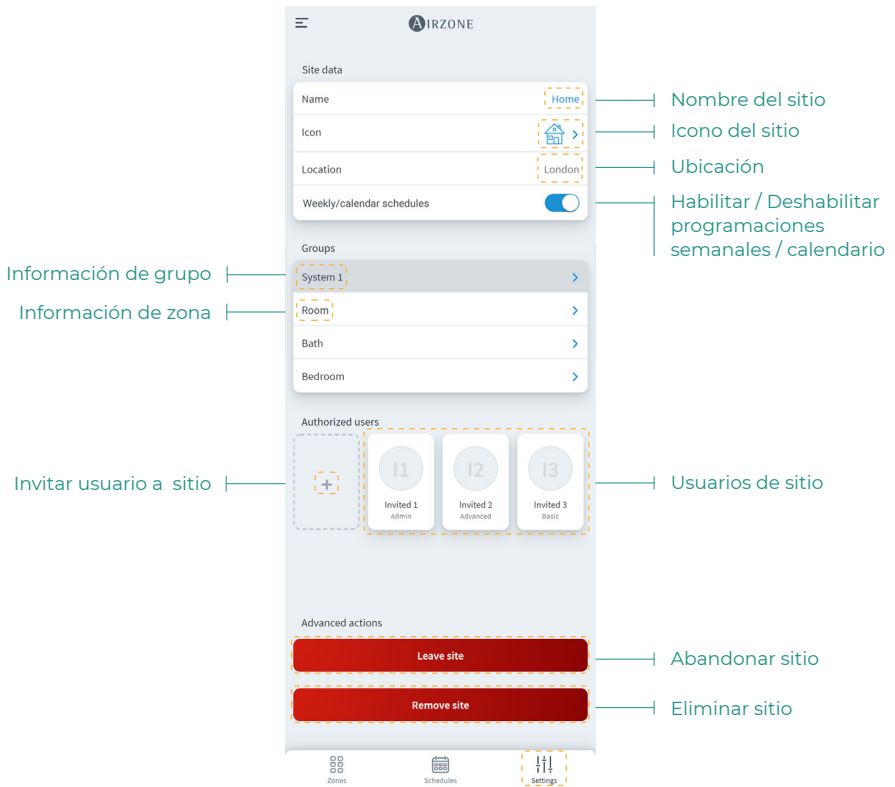 AIRZONE
Site data
Name
Home
Nombre del sitio
Icon
Icono del sitio
Location
London
Ubicación
Weekly/calendar schedules
Habilitar / Deshabilitar
programaciones
semanales / calendario
Groups
Información de grupo
System 1
Información de zona
Room
Bath
Bedroom
Authorized users
Invitar usuario a sitio
+
I1
Invited 1
Admin
I2
Invited 2
Advanced
I3
Invited 3
Basic
Usuarios de sitio
Advanced actions
Leave site
Abandonar sitio
Remove site
Eliminar sitio
Zones
Schedules
Settings